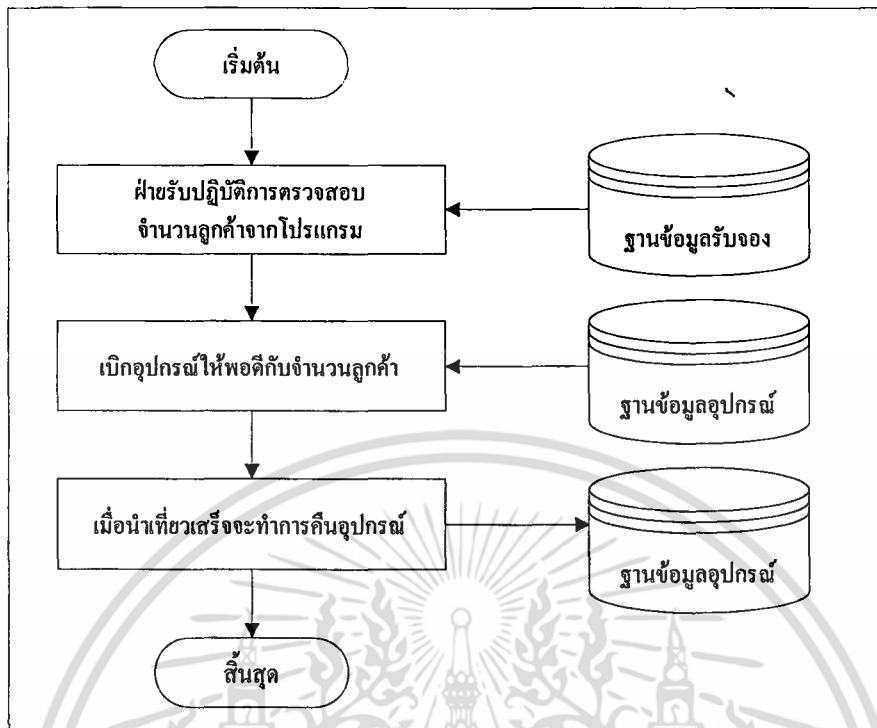 เริ่มต้น
ฝ่ายรับปฏิบัติการตรวจสอบ
จำนวนลูกค้าจากโปรแกรม
ฐานข้อมูลรับจอง
เบิกอุปกรณ์ให้พอดีกับจำนวนลูกค้า
ฐานข้อมูลอุปกรณ์
เมื่อนำเที่ยวเสร็จจะทำการคืนอุปกรณ์
ฐานข้อมูลอุปกรณ์
สิ้นสุด